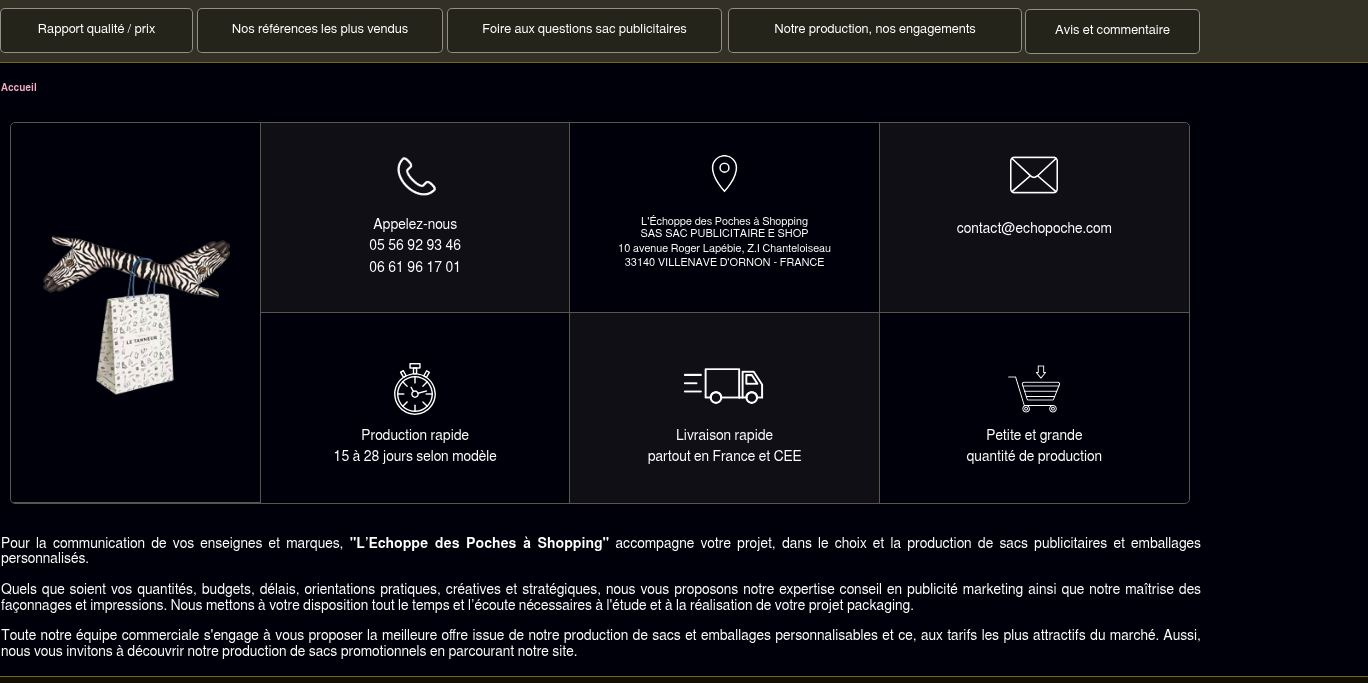 Rapport qualité / prix
Nos références les plus vendus
Foire aux questions sac publicitaires
Notre production, nos engagements
Avis et commentaire
Accueil
LE TANNEUR
Appelez-nous
05 56 92 93 46
06 61 96 17 01
L'Échoppe des Poches à Shopping
SAS SAC PUBLICITAIRE E SHOP
10 avenue Roger Lapébie, Z.I Chanteloiseau
33140 VILLENAVE D'ORNON - FRANCE
contact@echopoche.com
Production rapide
15 à 28 jours selon modèle
Livraison rapide
partout en France et CEE
Petite et grande
quantité de production
Pour la communication de vos enseignes et marques, "L'Echoppe des Poches à Shopping" accompagne votre projet, dans le choix et la production de sacs publicitaires et emballages
personnalisés.
Quels que soient vos quantités, budgets, délais, orientations pratiques, créatives et stratégiques, nous vous proposons notre expertise conseil en publicité marketing ainsi que notre maîtrise des
façonnages et impressions. Nous mettons à votre disposition tout le temps et l'écoute nécessaires à l'étude et à la réalisation de votre projet packaging.
Toute notre équipe commerciale s'engage à vous proposer la meilleure offre issue de notre production de sacs et emballages personnalisables et ce, aux tarifs les plus attractifs du marché. Aussi,
nous vous invitons à découvrir notre production de sacs promotionnels en parcourant notre site.